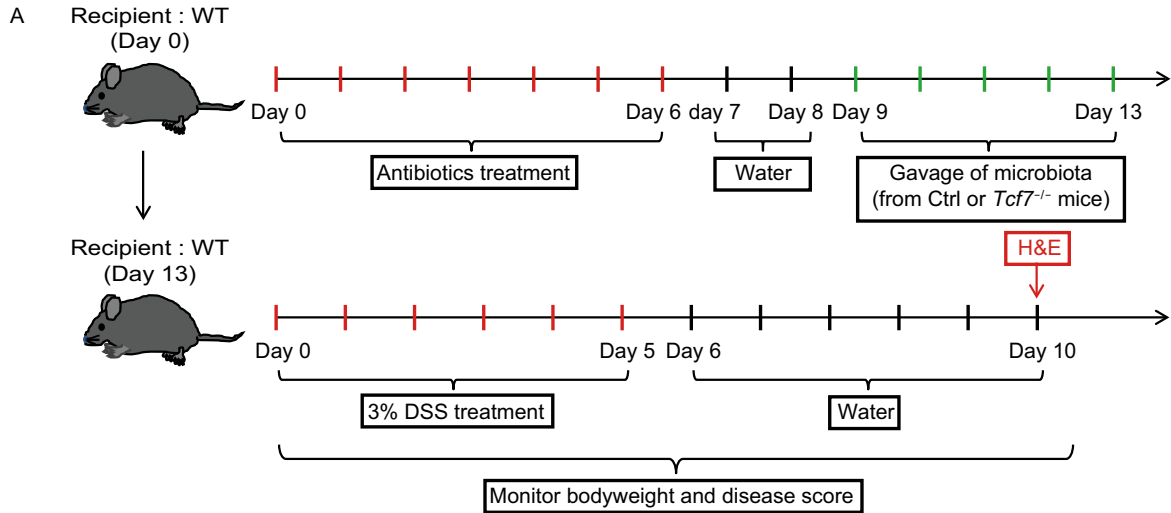 A
Recipient : WT
(Day 0)
Day 0
Day 6
day 7
Day 8
Day 9
Day 13
Antibiotics treatment
Water
Gavage of microbiota
(from Ctrl or Tcf7⁻/⁻ mice)
Recipient : WT
(Day 13)
H&E
Day 0
Day 5
Day 6
Day 10
3% DSS treatment
Water
Monitor bodyweight and disease score